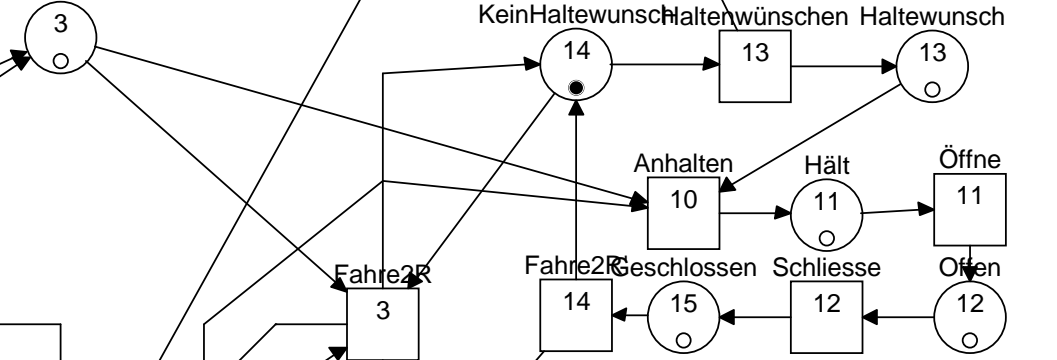 KeinHaltewunsch
Haltenwünschen
Haltewunsch
3
14
13
13
Anhalten
Hält
Öffne
10
11
11
Fahre2R
Fahre2R
Geschlossen
Schliesse
Offen
3
14
15
12
12